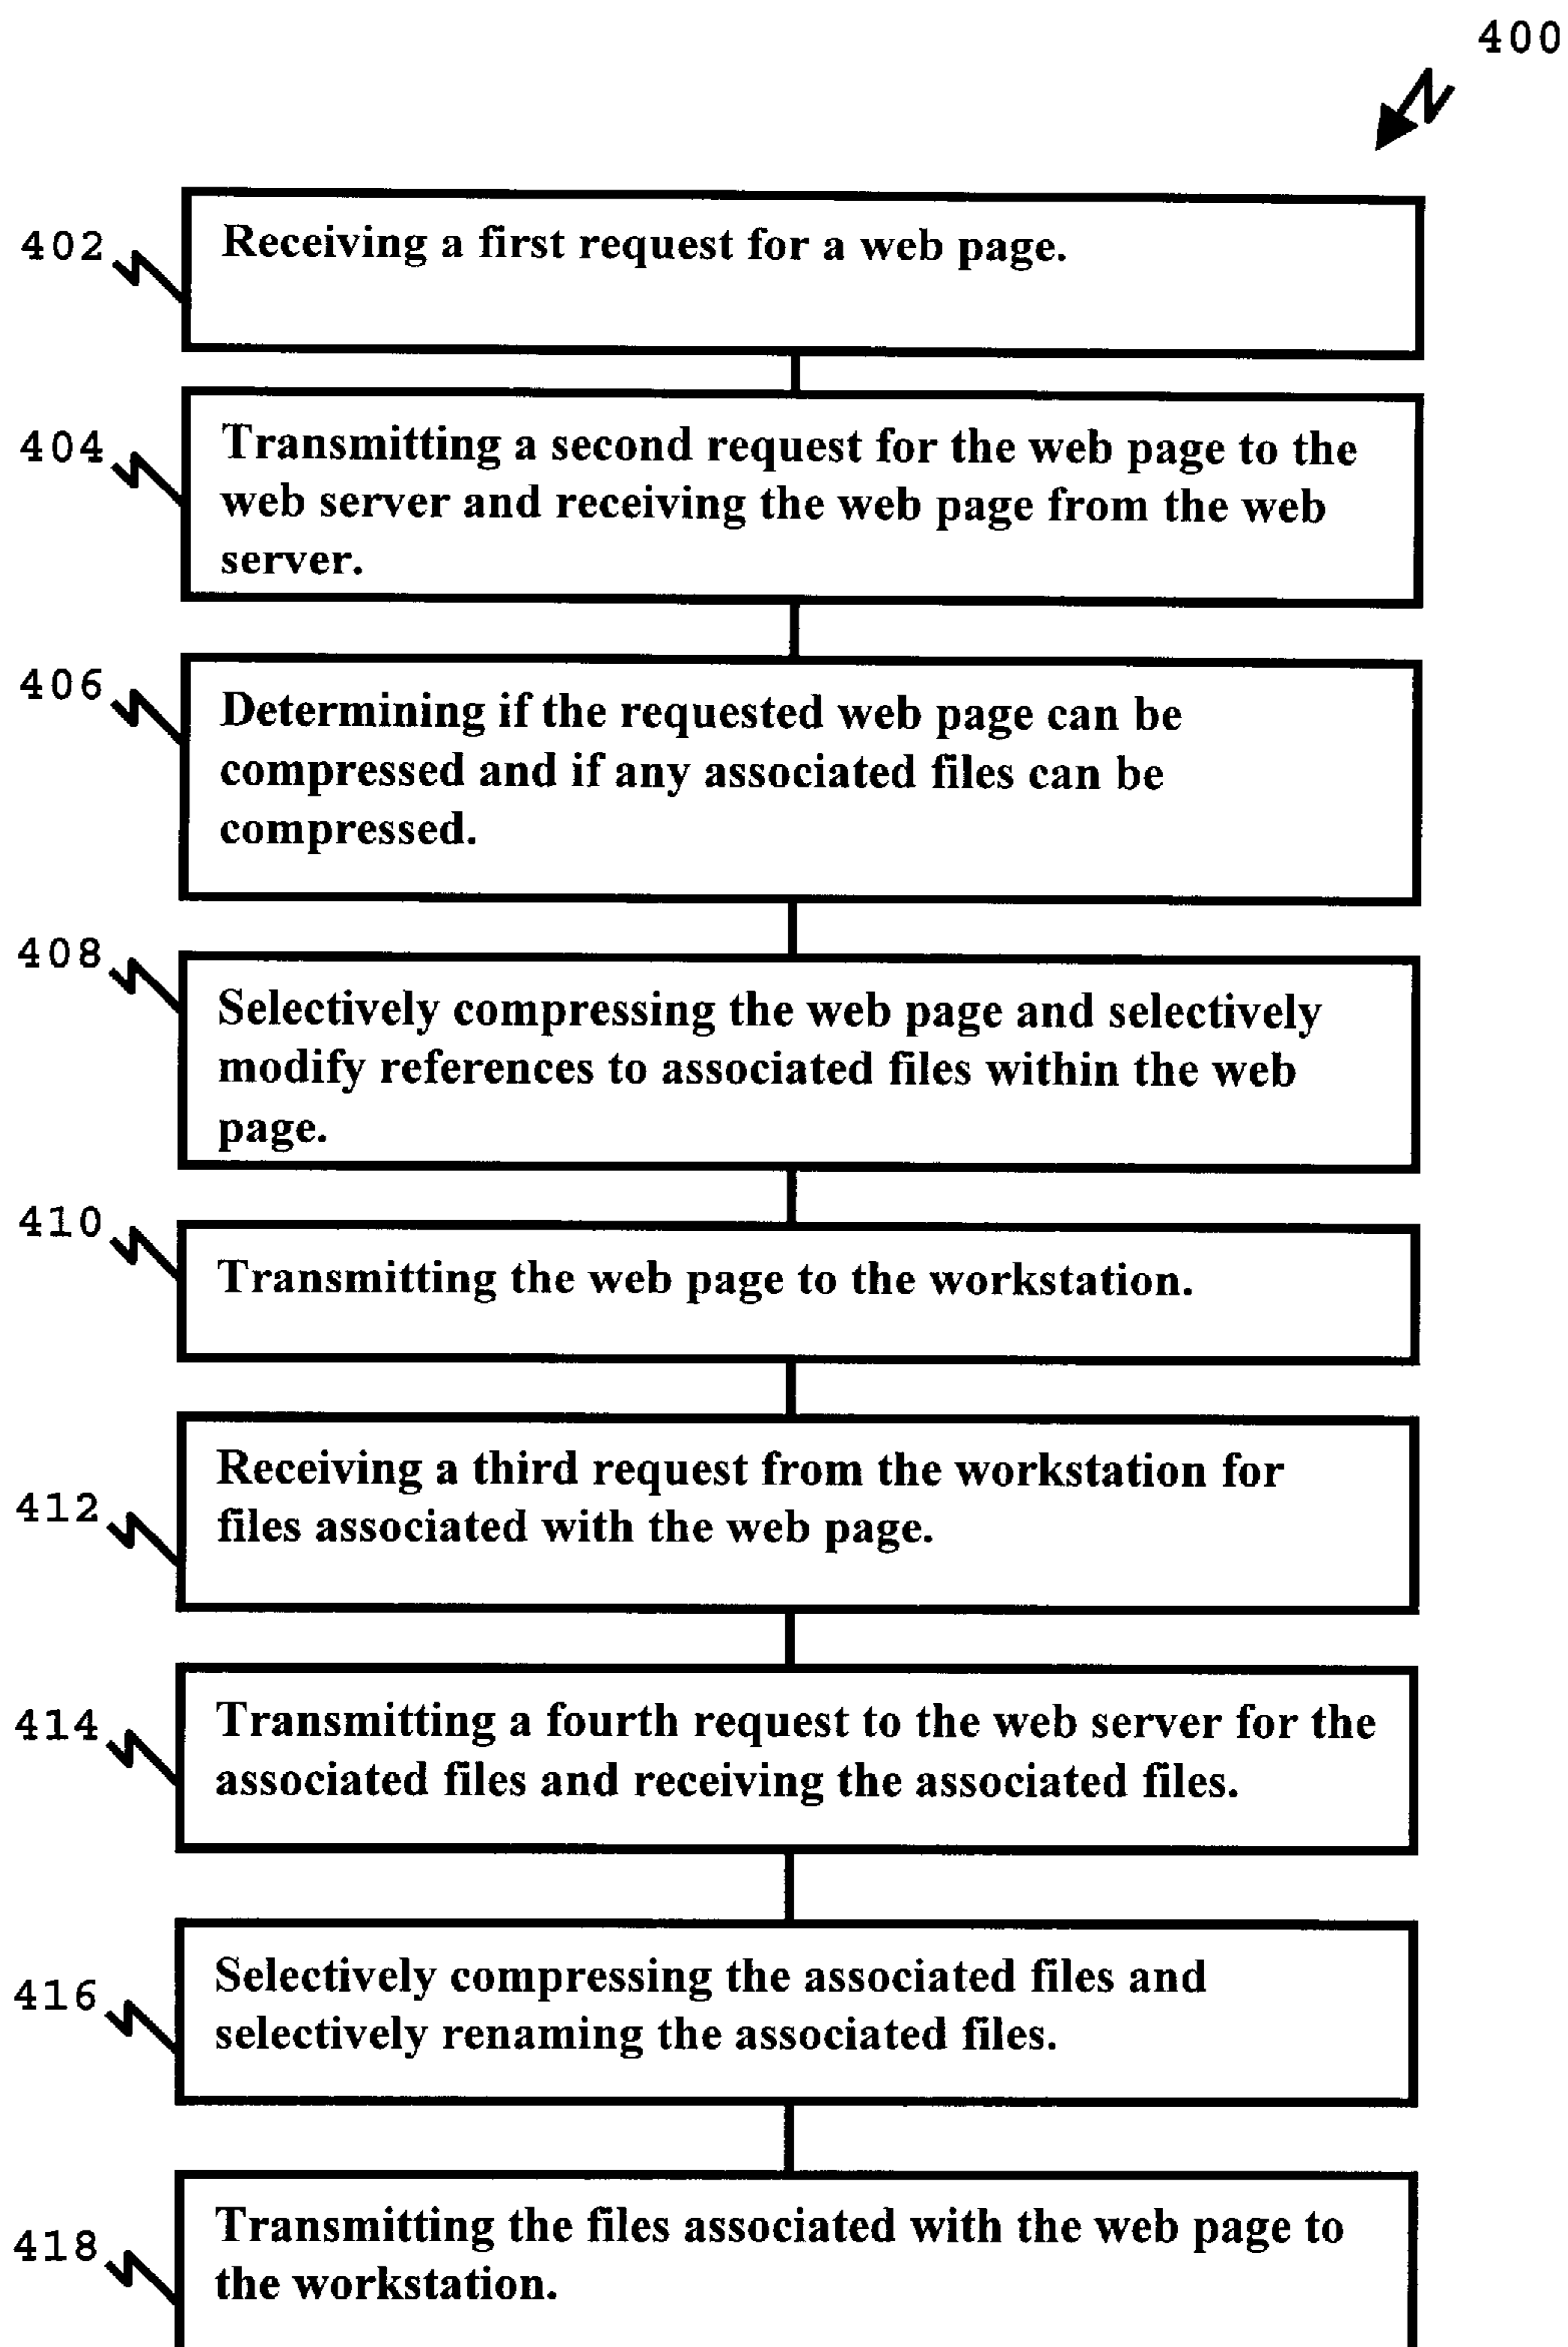 400
402
Receiving a first request for a web page.
404
Transmitting a second request for the web page to the
web server and receiving the web page from the web
server.
406
Determining if the requested web page can be
compressed and if any associated files can be
compressed.
408
Selectively compressing the web page and selectively
modify references to associated files within the web
page.
410
Transmitting the web page to the workstation.
412
Receiving a third request from the workstation for
files associated with the web page.
414
Transmitting a fourth request to the web server for the
associated files and receiving the associated files.
416
Selectively compressing the associated files and
selectively renaming the associated files.
418
Transmitting the files associated with the web page to
the workstation.